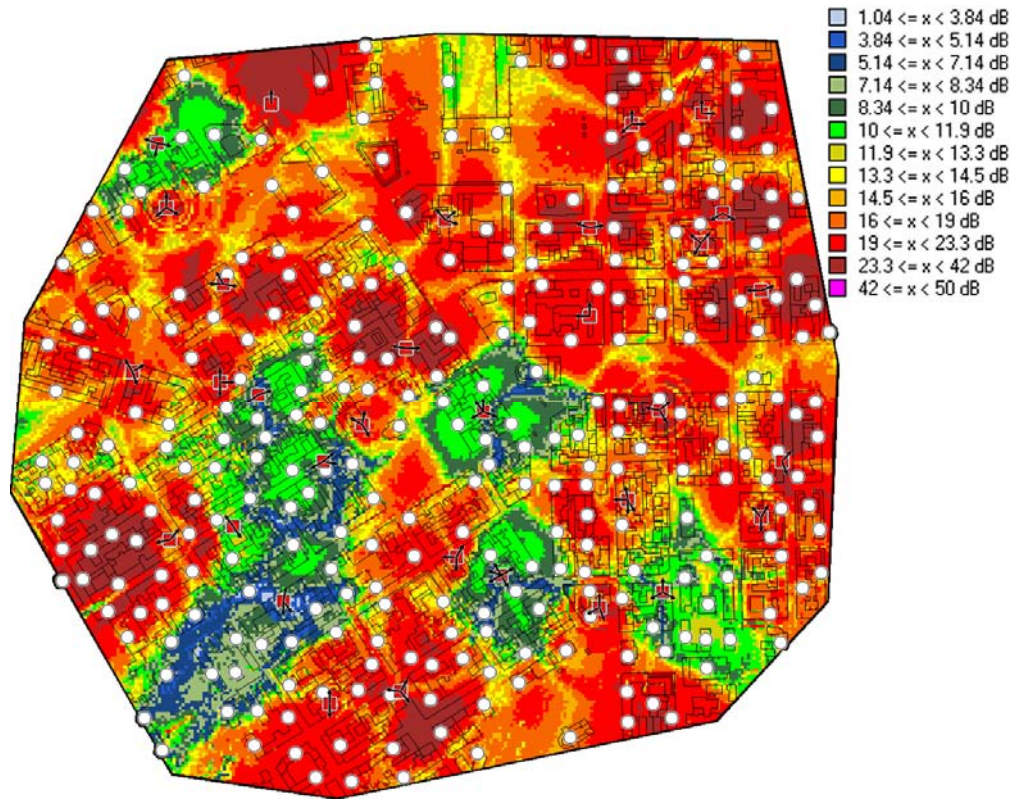 1.04 <= x < 3.84 dB
3.84 <= x < 5.14 dB
5.14 <= x < 7.14 dB
7.14 <= x < 8.34 dB
8.34 <= x < 10 dB
10 <= x < 11.9 dB
11.9 <= x < 13.3 dB
13.3 <= x < 14.5 dB
14.5 <= x < 16 dB
16 <= x < 19 dB
19 <= x < 23.3 dB
23.3 <= x < 42 dB
42 <= x < 50 dB